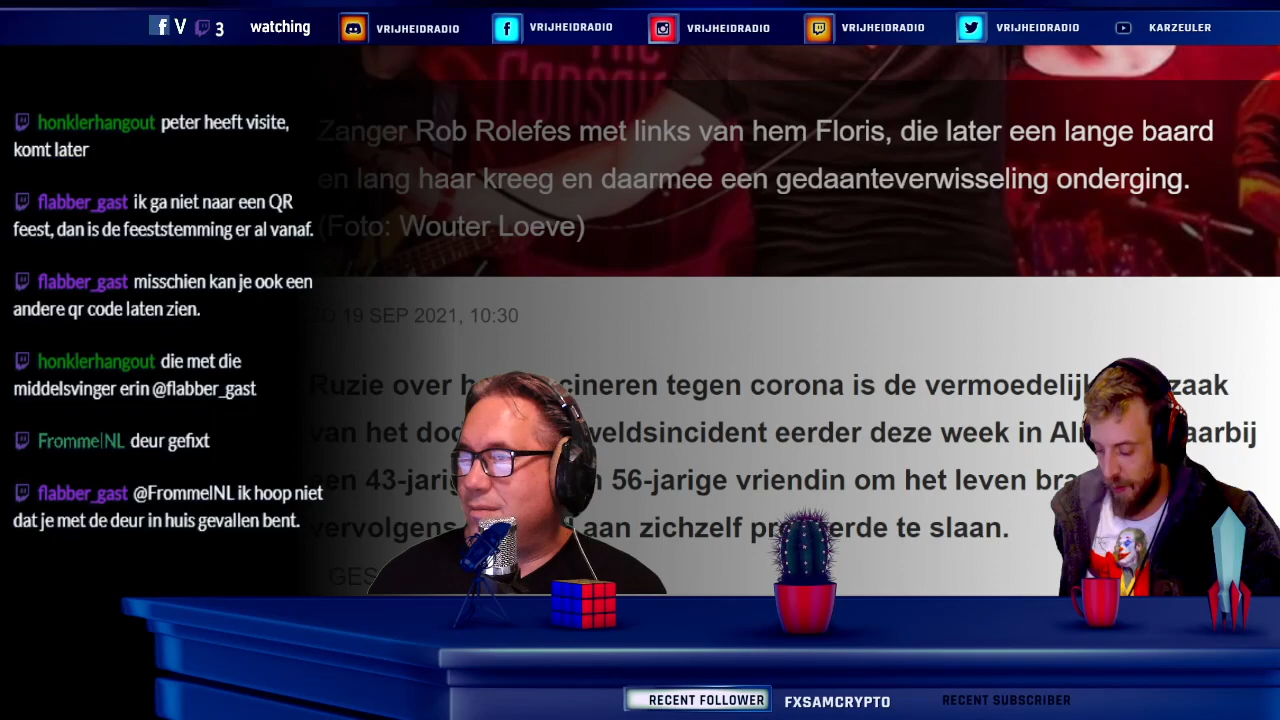 V 3 watching VRIJHEIDRADIO VRIJHEIDRADIO VRIJHEIDRADIO VRIJHEIDRADIO VRIJHEIDRADIO KARZEULER
honklerhangout peter heeft visite,
komt later
flabber_gast ik ga niet naar een QR
feest, dan is de feeststemming er al vanaf.
flabber_gast misschien kan je ook een
andere qr code laten zien.
honklerhangout die met die
middelsvinger erin @flabber_gast
FrommelNL deur gefixt
flabber_gast @FrommelNL ik hoop niet
dat je met de deur in huis gevallen bent.
The
Zanger Rob Rolefes met links van hem Floris, die later een lange baard
en lang haar kreeg en daarmee een gedaanteverwisseling onderging.
(Foto: Wouter Loeve)
19 SEP 2021, 10:30
Ruzie over tegen corona is de
van het eerder deze week in
een 56-jarige vriendin om het leven
vervolgens aan zichzelf te slaan.
RECENT FOLLOWER FXSAMCRYPTO RECENT SUBSCRIBER